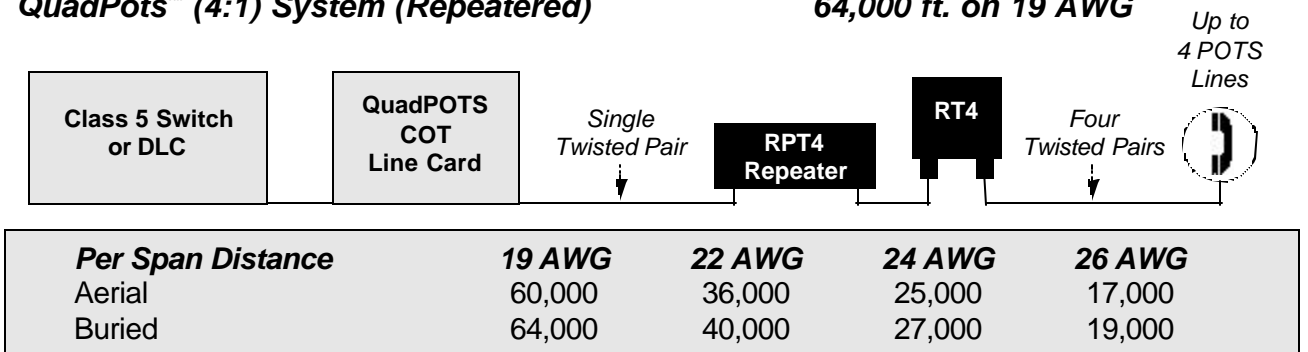 QuadPots™ (4:1) System (Repeatered) 64,000 ft. on 19 AWG
Up to
4 POTS
Lines
Class 5 Switch
or DLC
QuadPOTS
COT
Line Card
Single
Twisted Pair
RPT4
Repeater
RT4
Four
Twisted Pairs
Per Span Distance 19 AWG 22 AWG 24 AWG 26 AWG
Aerial 60,000 36,000 25,000 17,000
Buried 64,000 40,000 27,000 19,000